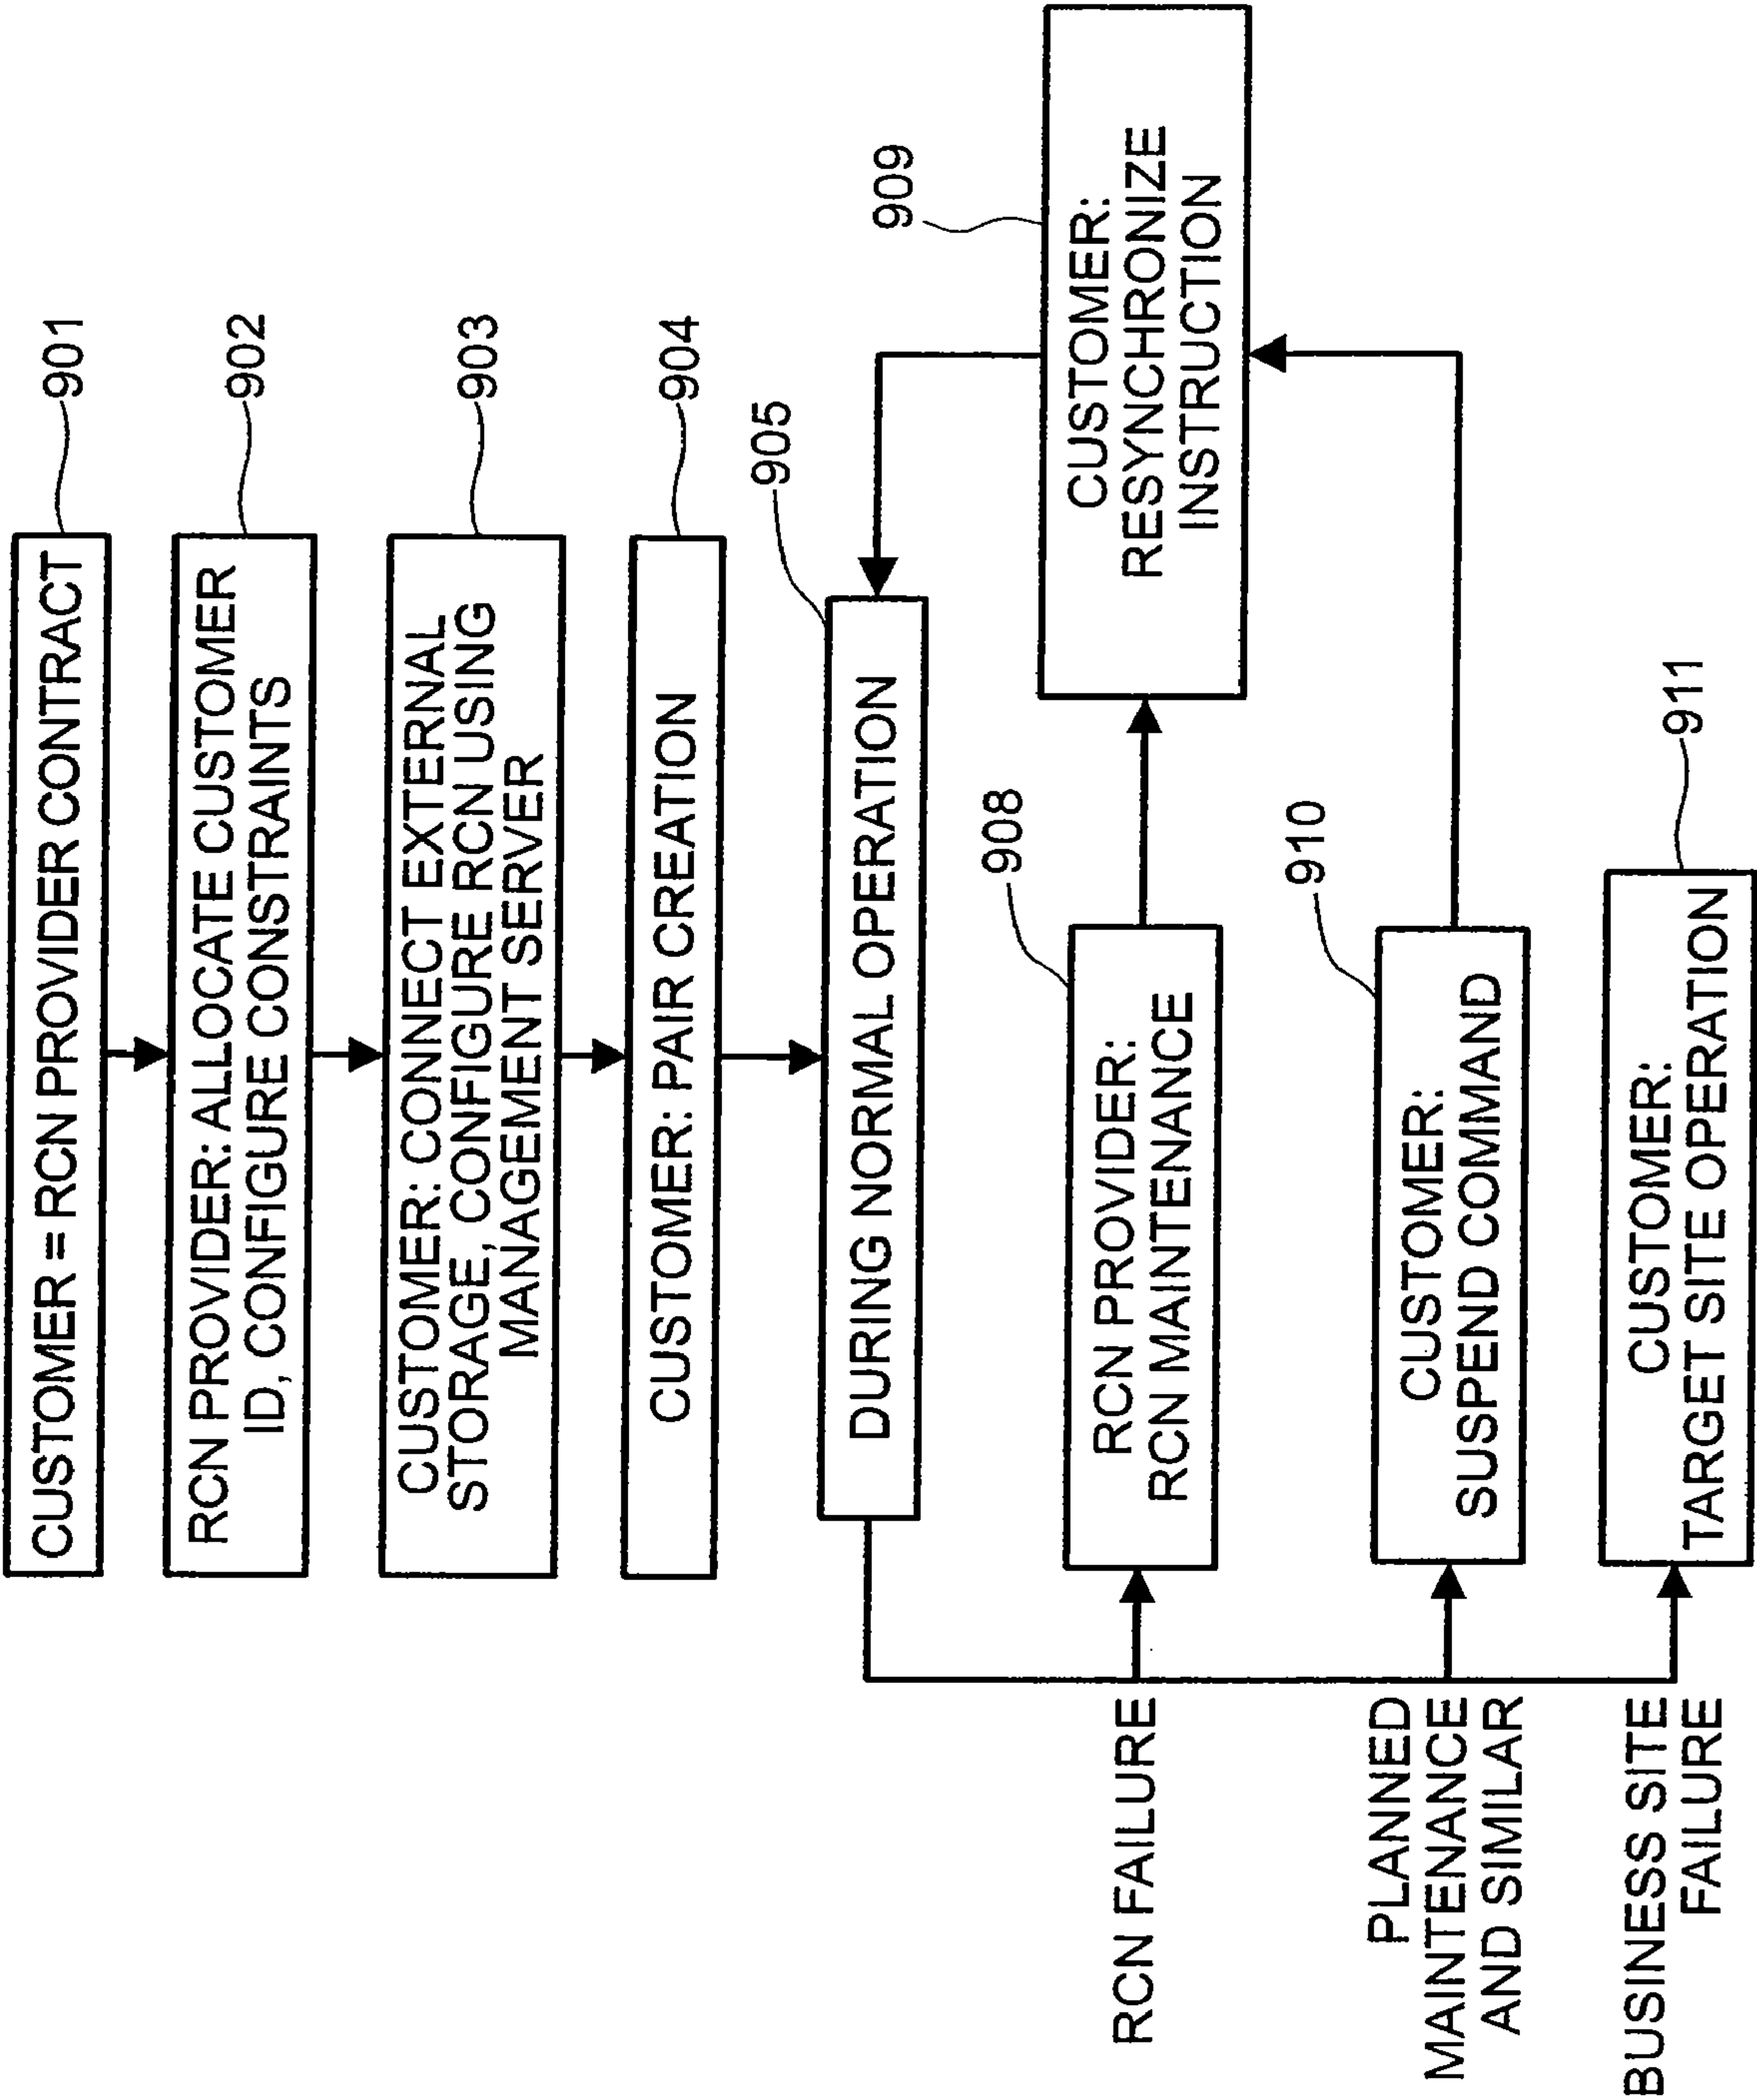 CUSTOMER = RCN PROVIDER CONTRACT
901
RCN PROVIDER: ALLOCATE CUSTOMER
ID, CONFIGURE CONSTRAINTS
902
CUSTOMER: CONNECT EXTERNAL
STORAGE, CONFIGURE RCN USING
MANAGEMENT SERVER
903
CUSTOMER: PAIR CREATION
904
DURING NORMAL OPERATION
905
RCN FAILURE
RCN PROVIDER:
RCN MAINTENANCE
908
CUSTOMER:
RESYNCHRONIZE
INSTRUCTION
909
PLANNED
MAINTENANCE
AND SIMILAR
CUSTOMER:
SUSPEND COMMAND
910
BUSINESS SITE
FAILURE
CUSTOMER:
TARGET SITE OPERATION
911